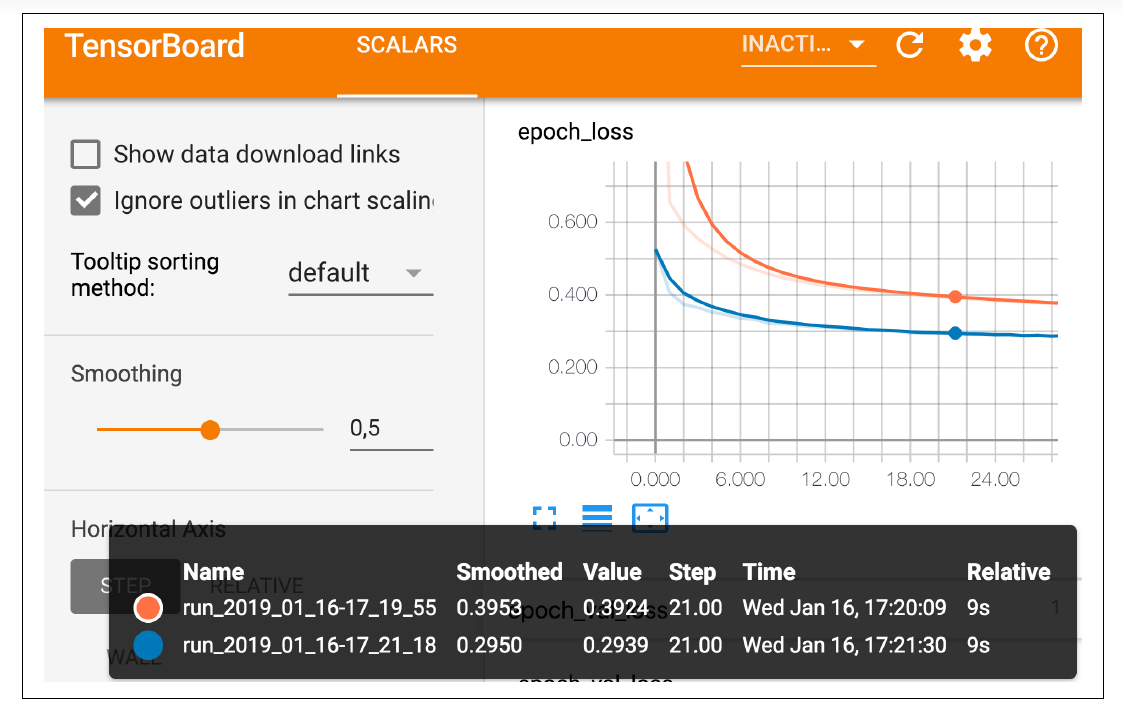 TensorBoard SCALARS INACTI...
Show data download links
Ignore outliers in chart scalin
Tooltip sorting
method:
default
Smoothing
0,5
Horizontal Axis
STEP RELATIVE
WALL
epoch_loss
0.600
0.400
0.200
0.00
0.000 6.000 12.00 18.00 24.00
Name Smoothed Value Step Time Relative
run_2019_01_16-17_19_55 0.3953 0.3924 21.00 Wed Jan 16, 17:20:09 9s
run_2019_01_16-17_21_18 0.2950 0.2939 21.00 Wed Jan 16, 17:21:30 9s
epoch_val_loss 1
epoch_val_loss